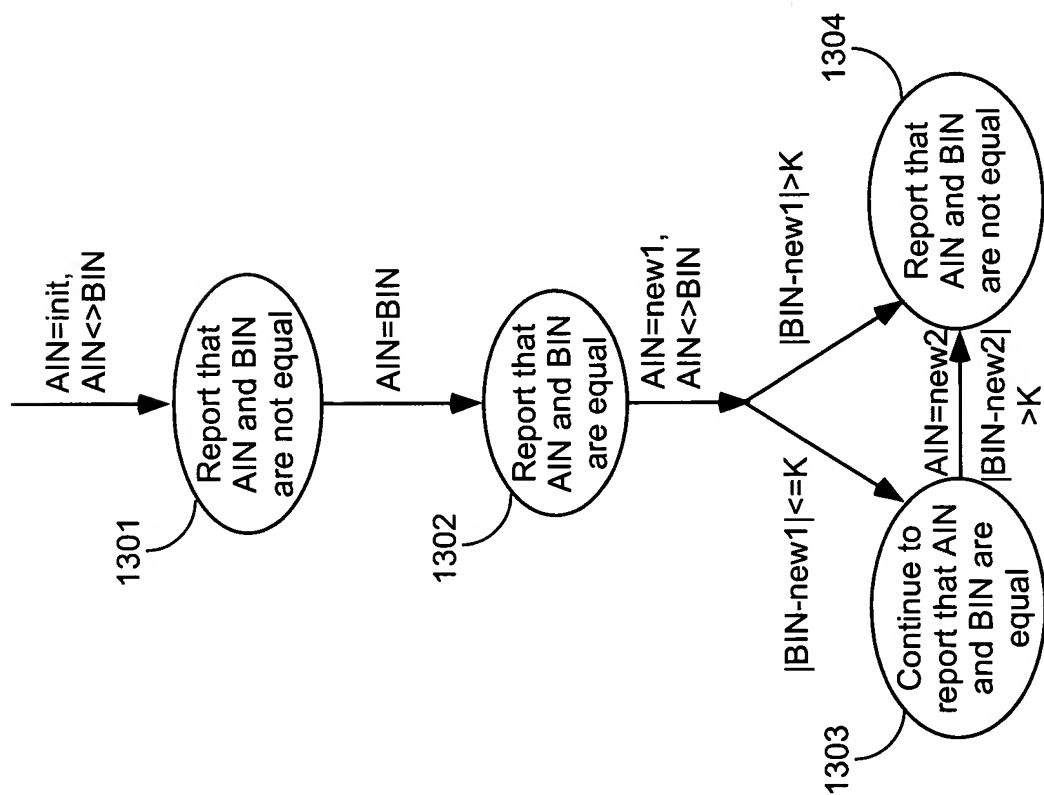 AIN=init,
AIN<>BIN
1301
Report that
AIN and BIN
are not equal
AIN=BIN
1302
Report that
AIN and BIN
are equal
AIN=new1,
AIN<>BIN
|BIN-new1|<=K
|BIN-new1|>K
1303
Continue to
report that AIN
and BIN are
equal
AIN=new2
|BIN-new2|
>K
1304
Report that
AIN and BIN
are not equal